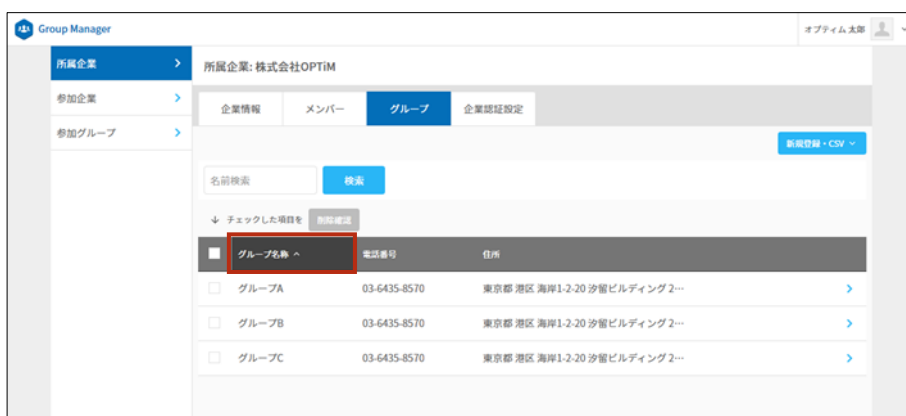 Group Manager
オプティム 太郎
所属企業
参加企業
参加グループ
所属企業: 株式会社OPTiM
企業情報 メンバー グループ 企業認証設定
新規登録・CSV
名前検索 検索
↓ チェックした項目を 削除確認
グループ名称 電話番号 住所
グループA 03-6435-8570 東京都 港区 海岸1-2-20 汐留ビルディング 2…
グループB 03-6435-8570 東京都 港区 海岸1-2-20 汐留ビルディング 2…
グループC 03-6435-8570 東京都 港区 海岸1-2-20 汐留ビルディング 2…